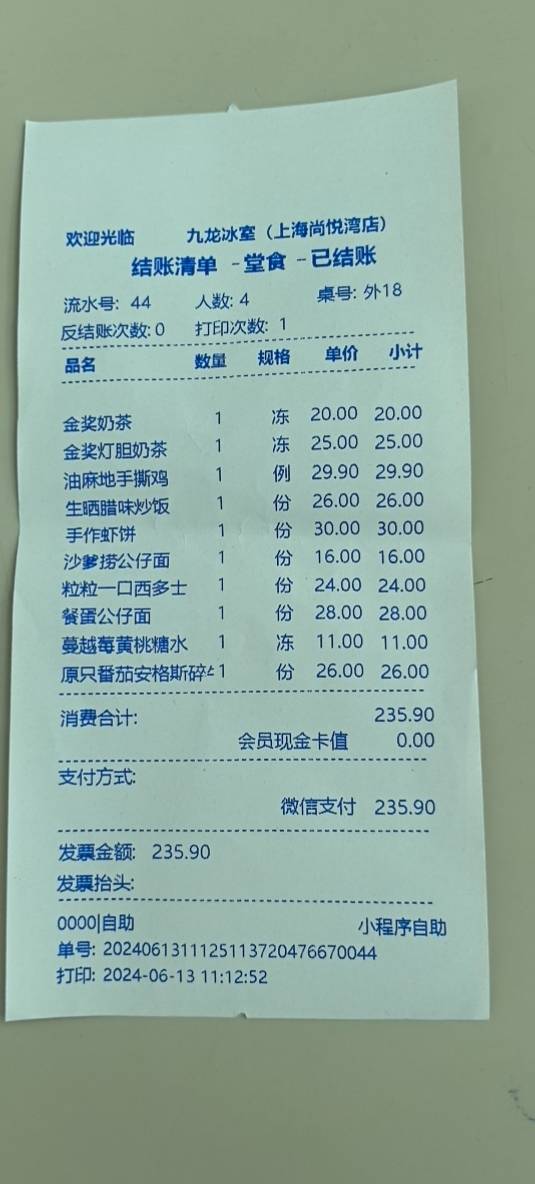 欢迎光临 九龙冰室（上海尚悦湾店）
结账清单 -堂食 -已结账
流水号: 44 人数: 4 桌号: 外18
反结账次数: 0 打印次数: 1
品名 数量 规格 单价 小计
金奖奶茶 1 冻 20.00 20.00
金奖灯胆奶茶 1 冻 25.00 25.00
油麻地手撕鸡 1 例 29.90 29.90
生晒腊味炒饭 1 份 26.00 26.00
手作虾饼 1 份 30.00 30.00
沙爹捞公仔面 1 份 16.00 16.00
粒粒一口西多士 1 份 24.00 24.00
餐蛋公仔面 1 份 28.00 28.00
蔓越莓黄桃糖水 1 冻 11.00 11.00
原只番茄安格斯碎 1 份 26.00 26.00
消费合计: 235.90
会员现金卡值 0.00
支付方式:
微信支付 235.90
发票金额: 235.90
发票抬头:
0000|自助 小程序自助
单号: 2024061311125113720476670044
打印: 2024-06-13 11:12:52